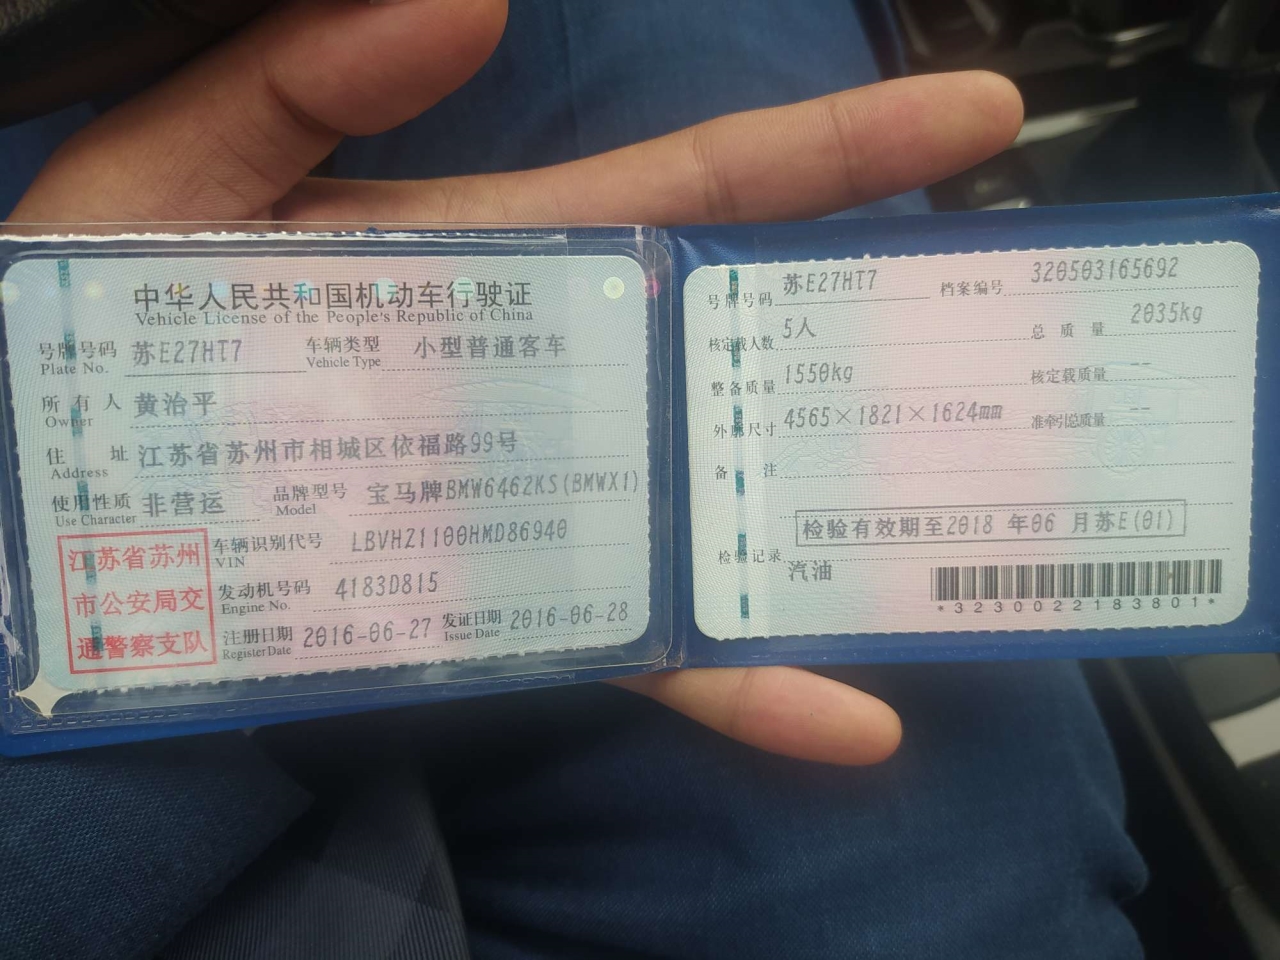 中华人民共和国机动车行驶证
Vehicle License of the People's Republic of China
号牌号码 苏E27HT7 车辆类型 小型普通客车
Plate No. Vehicle Type
所有人 黄治平
Owner
住址 江苏省苏州市相城区依福路99号
Address
使用性质 非营运 品牌型号 宝马牌BMW6462KS(BMWX1)
Use Character Model
江苏省苏州
市公安局交
通警察支队
车辆识别代号 LBVHZ1100HMD86940
VIN
发动机号码 4183D815
Engine No.
注册日期 2016-06-27 发证日期 2016-06-28
Register Date Issue Date
号牌号码 苏E27HT7 档案编号 320503165692
核定载人数 5人 总质量 2035kg
整备质量 1550kg 核定载质量 --
外廓尺寸 4565×1821×1624mm 准牵引总质量 --
备注
检验有效期至2018 年06 月苏E(01)
检验记录
汽油
*3230022183801*